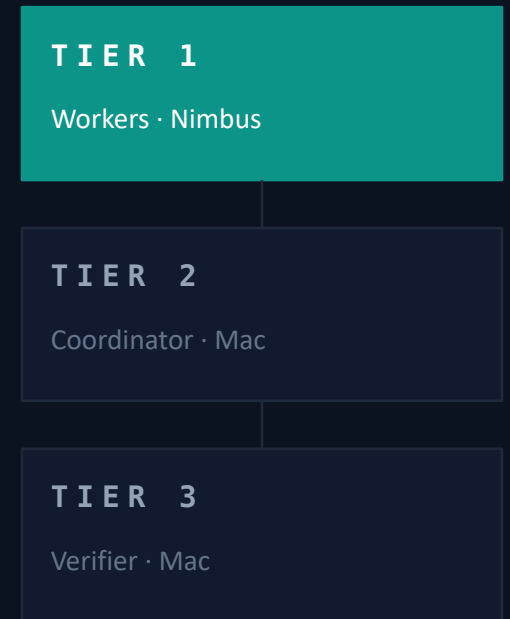 TIER 1
Workers · Nimbus
TIER 2
Coordinator · Mac
TIER 3
Verifier · Mac